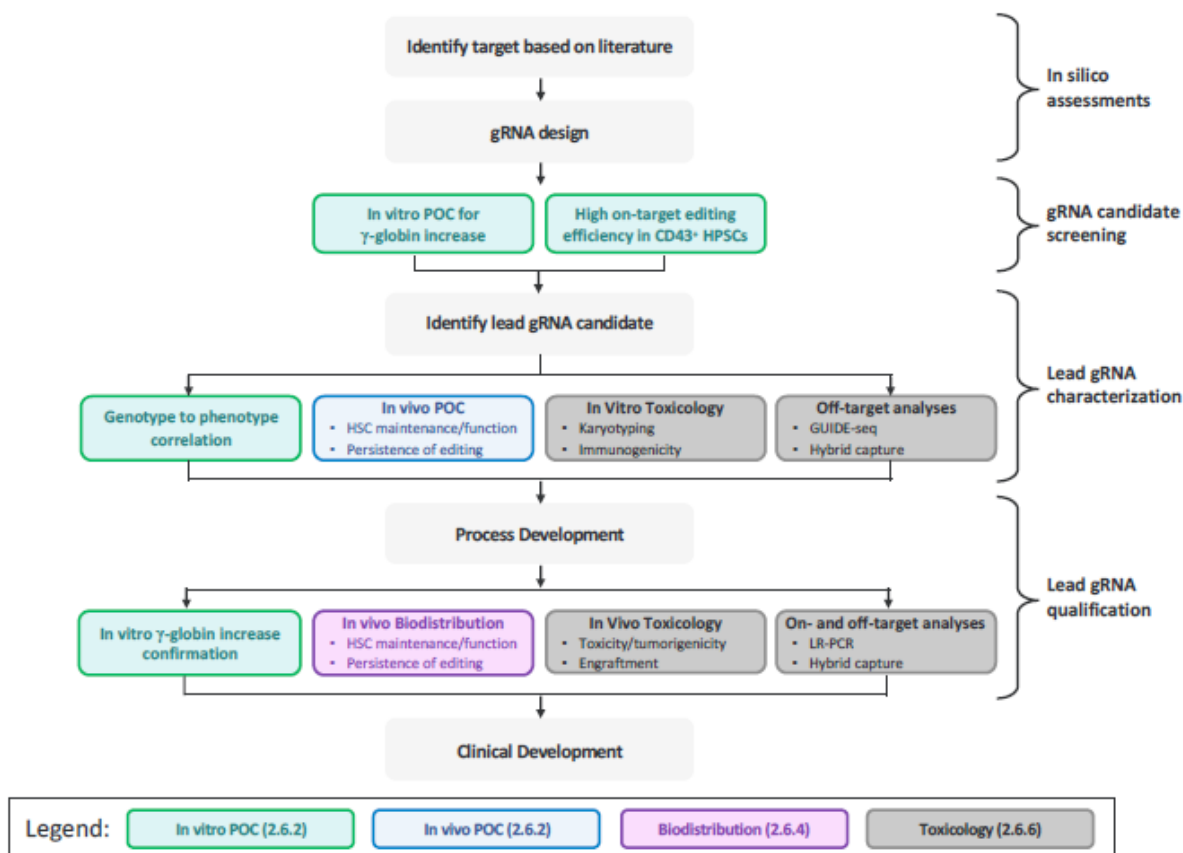 Identify target based on literature
In silico
assessments
gRNA design
In vitro POC for
γ-globin increase
High on-target editing
efficiency in CD43⁺ HPSCs
gRNA candidate
screening
Identify lead gRNA candidate
Lead gRNA
characterization
Genotype to phenotype
correlation
In vivo POC
▪ HSC maintenance/function
▪ Persistence of editing
In Vitro Toxicology
▪ Karyotyping
▪ Immunogenicity
Off-target analyses
▪ GUIDE-seq
▪ Hybrid capture
Process Development
Lead gRNA
qualification
In vitro γ-globin increase
confirmation
In vivo Biodistribution
▪ HSC maintenance/function
▪ Persistence of editing
In Vivo Toxicology
▪ Toxicity/tumorigenicity
▪ Engraftment
On- and off-target analyses
▪ LR-PCR
▪ Hybrid capture
Clinical Development
Legend:
In vitro POC (2.6.2)
In vivo POC (2.6.2)
Biodistribution (2.6.4)
Toxicology (2.6.6)